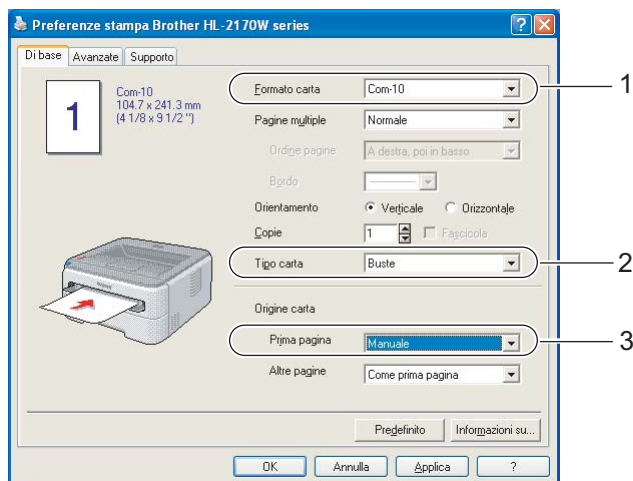 Preferenze stampa Brother HL-2170W series
Di base Avanzate Supporto
1
Com-10
104.7 x 241.3 mm
(4 1/8 x 9 1/2 ")
Formato carta Com-10 1
Pagine multiple Normale
Ordine pagine A destra, poi in basso
Bordo
Orientamento Verticale Orizzontale
Copie 1 Fascicola
Tipo carta Buste 2
Origine carta
Prima pagina Manuale 3
Altre pagine Come prima pagina
Predefinito Informazioni su...
OK Annulla Applica ?